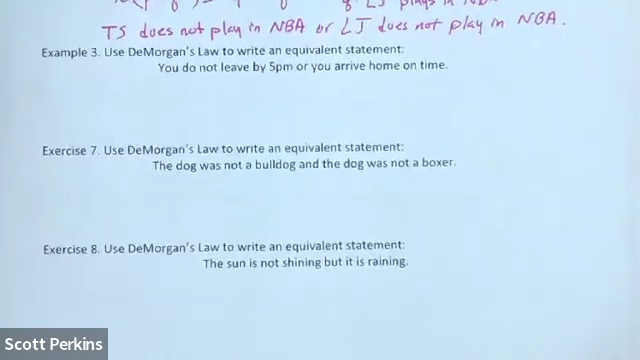 q: LJ plays in
TS does not play in NBA or LJ does not play in NBA.
Example 3. Use DeMorgan's Law to write an equivalent statement:
You do not leave by 5pm or you arrive home on time.
Exercise 7. Use DeMorgan's Law to write an equivalent statement:
The dog was not a bulldog and the dog was not a boxer.
Exercise 8. Use DeMorgan's Law to write an equivalent statement:
The sun is not shining but it is raining.
Scott Perkins